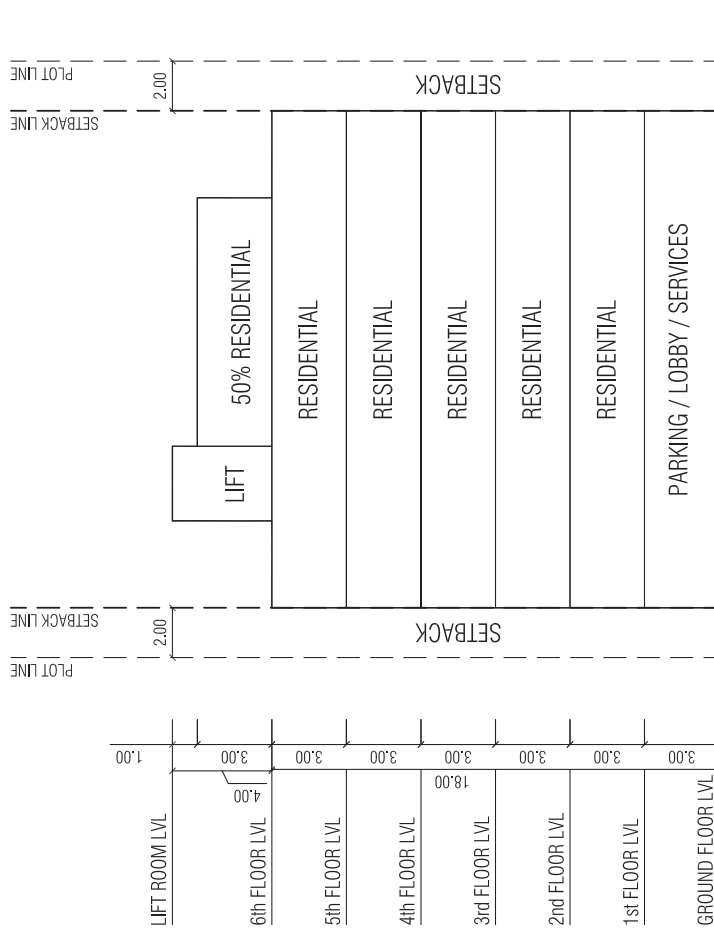 PLOT LINE
SETBACK LINE
2.00
SETBACK
50% RESIDENTIAL
LIFT
RESIDENTIAL
RESIDENTIAL
RESIDENTIAL
RESIDENTIAL
RESIDENTIAL
PARKING / LOBBY / SERVICES
SETBACK LINE
PLOT LINE
2.00
SETBACK
1.00
3.00
3.00
3.00
3.00
3.00
3.00
3.00
4.00
18.00
LIFT ROOM LVL
6th FLOOR LVL
5th FLOOR LVL
4th FLOOR LVL
3rd FLOOR LVL
2nd FLOOR LVL
1st FLOOR LVL
GROUND FLOOR LVL